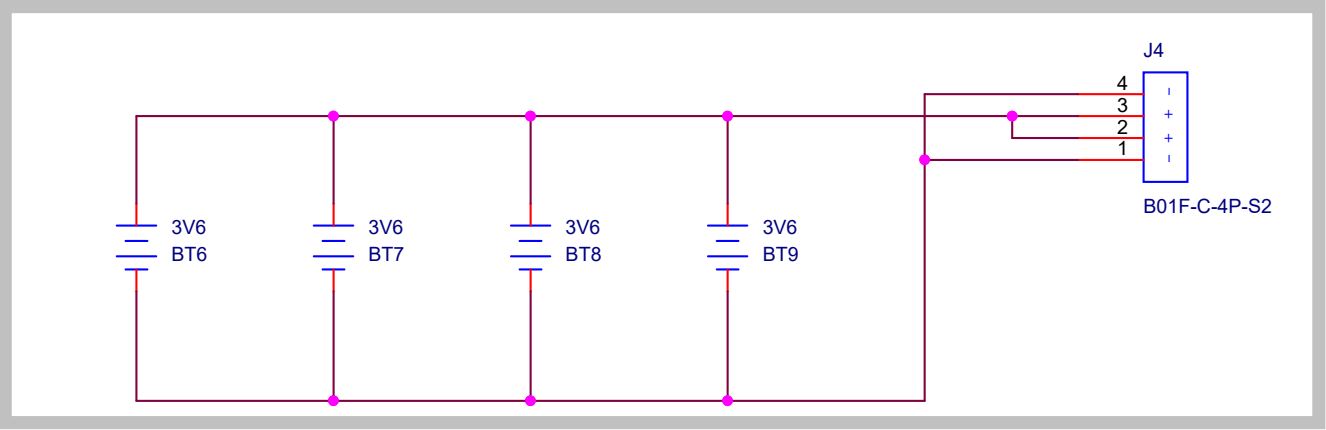 J4
4
3
2
1
- + + -
B01F-C-4P-S2
3V6
BT6
3V6
BT7
3V6
BT8
3V6
BT9